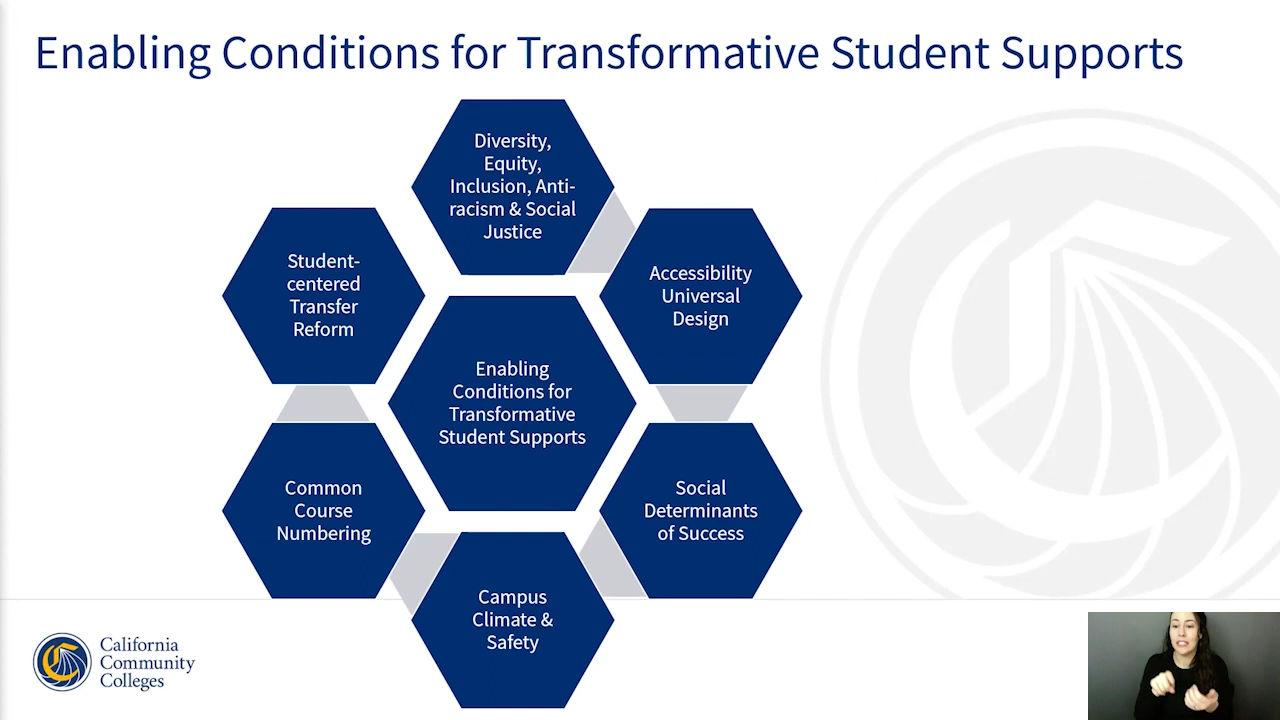 Enabling Conditions for Transformative Student Supports
Diversity,
Equity,
Inclusion, Anti-
racism & Social
Justice
Accessibility
Universal
Design
Social
Determinants
of Success
Campus
Climate &
Safety
Common
Course
Numbering
Student-
centered
Transfer
Reform
Enabling
Conditions for
Transformative
Student Supports
California
Community
Colleges